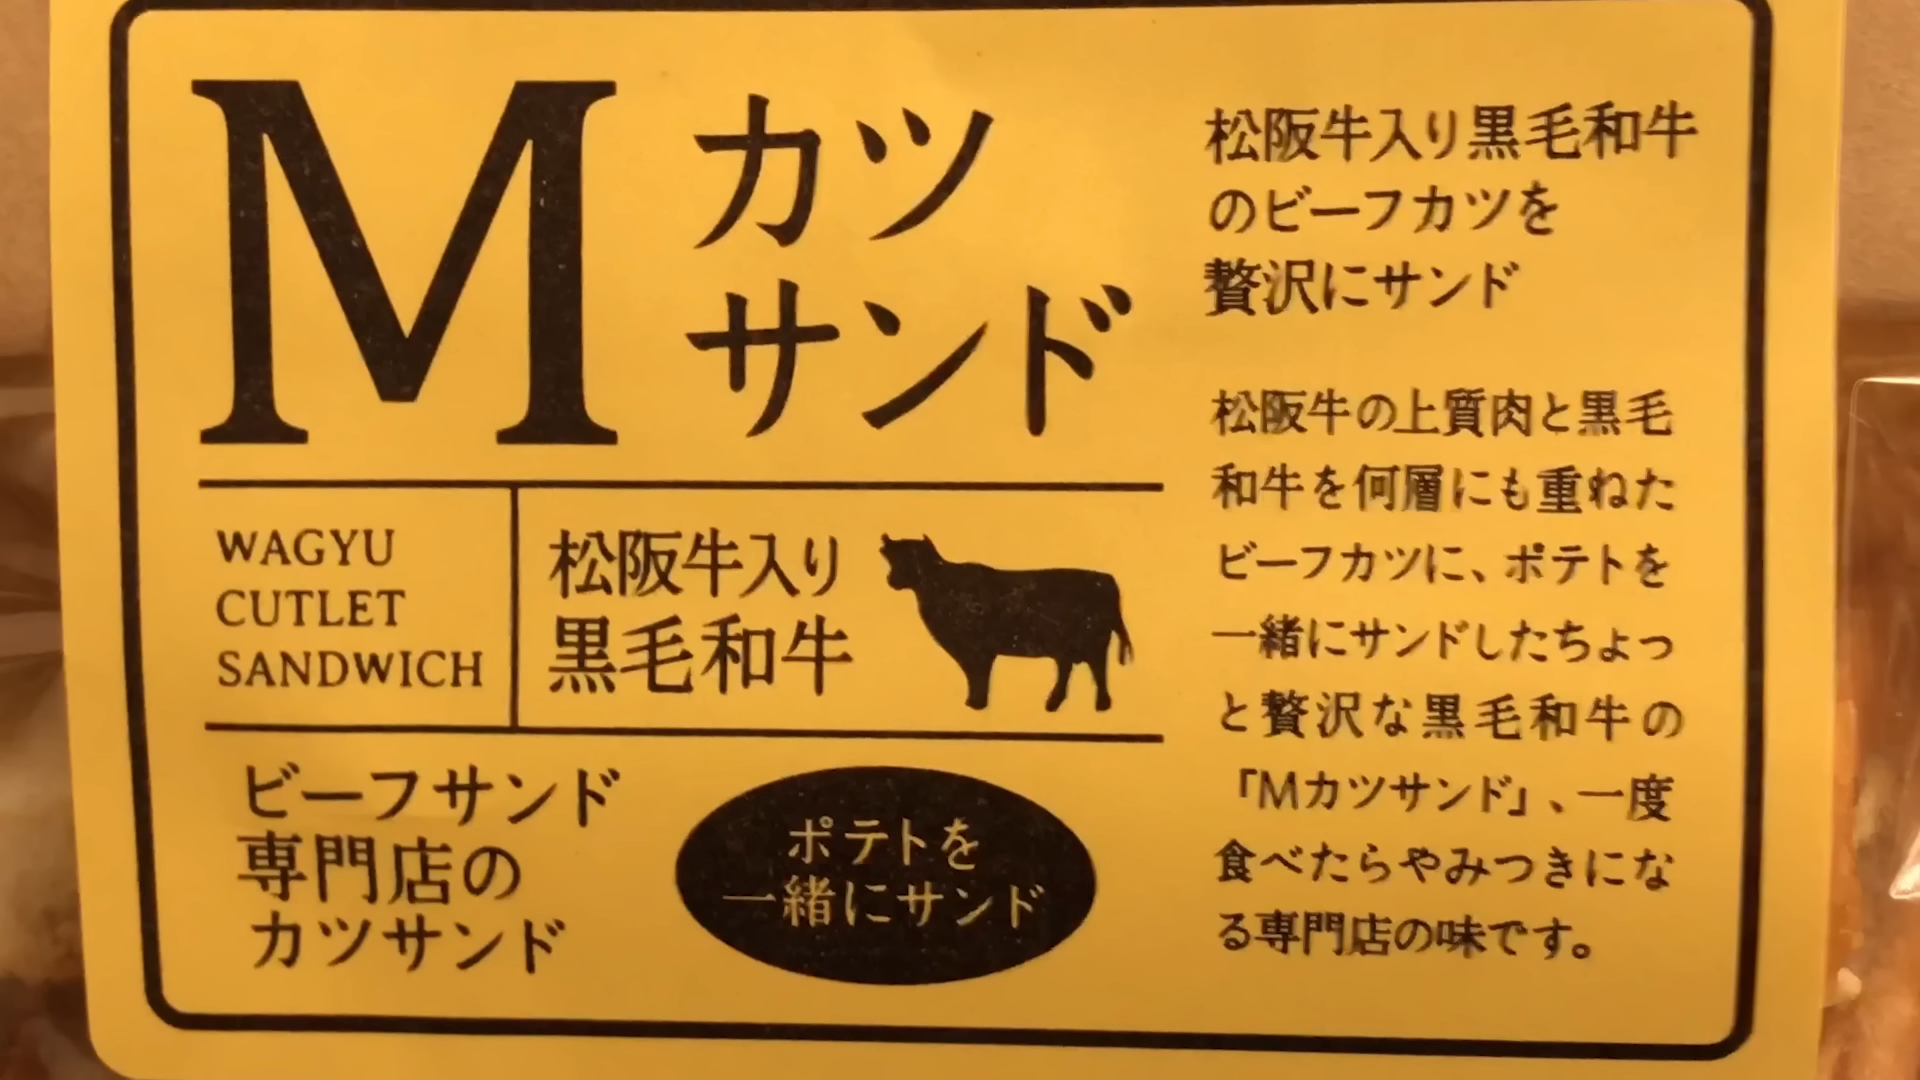 M
カツ
サンド
WAGYU
CUTLET
SANDWICH
松阪牛入り
黒毛和牛
ビーフサンド
専門店の
カツサンド
ポテトを
一緒にサンド
松阪牛入り黒毛和牛
のビーフカツを
贅沢にサンド
松阪牛の上質肉と黒毛
和牛を何層にも重ねた
ビーフカツに、ポテトを
一緒にサンドしたちょっ
と贅沢な黒毛和牛の
「Mカツサンド」、一度
食べたらやみつきにな
る専門店の味です。